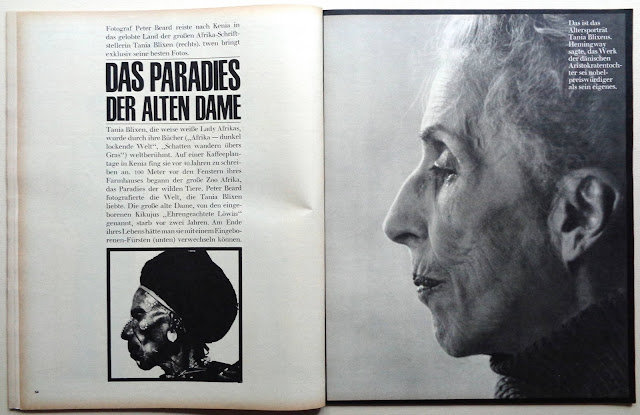 Fotograf Peter Beard reiste nach Kenia in
das gelobte Land der großen Afrika-Schrift-
stellerin Tania Blixen (rechts). twen bringt
exklusiv seine besten Fotos.
DAS PARADIES
DER ALTEN DAME
Tania Blixen, die weise weiße Lady Afrikas,
wurde durch ihre Bücher („Afrika — dunkel
lockende Welt“, „Schatten wandern übers
Gras“) weltberühmt. Auf einer Kaffeeplan-
tage in Kenia fing sie vor 40 Jahren zu schrei-
ben an. 100 Meter vor den Fenstern ihres
Farmhauses begann der große Zoo Afrika,
das Paradies der wilden Tiere. Peter Beard
fotografierte die Welt, die Tania Blixen
liebte. Die große alte Dame, von den einge-
borenen Kikujus „Ehrengeachtete Löwin“
genannt, starb vor zwei Jahren. Am Ende
ihres Lebens hätte man sie mit einem Eingebo-
renen-Fürsten (unten) verwechseln können.
Das ist das
Altersporträt
Tania Blixens.
Hemingway
sagte, das Werk
der dänischen
Aristokratentoch-
ter sei nobel-
preiswürdiger
als sein eigenes.